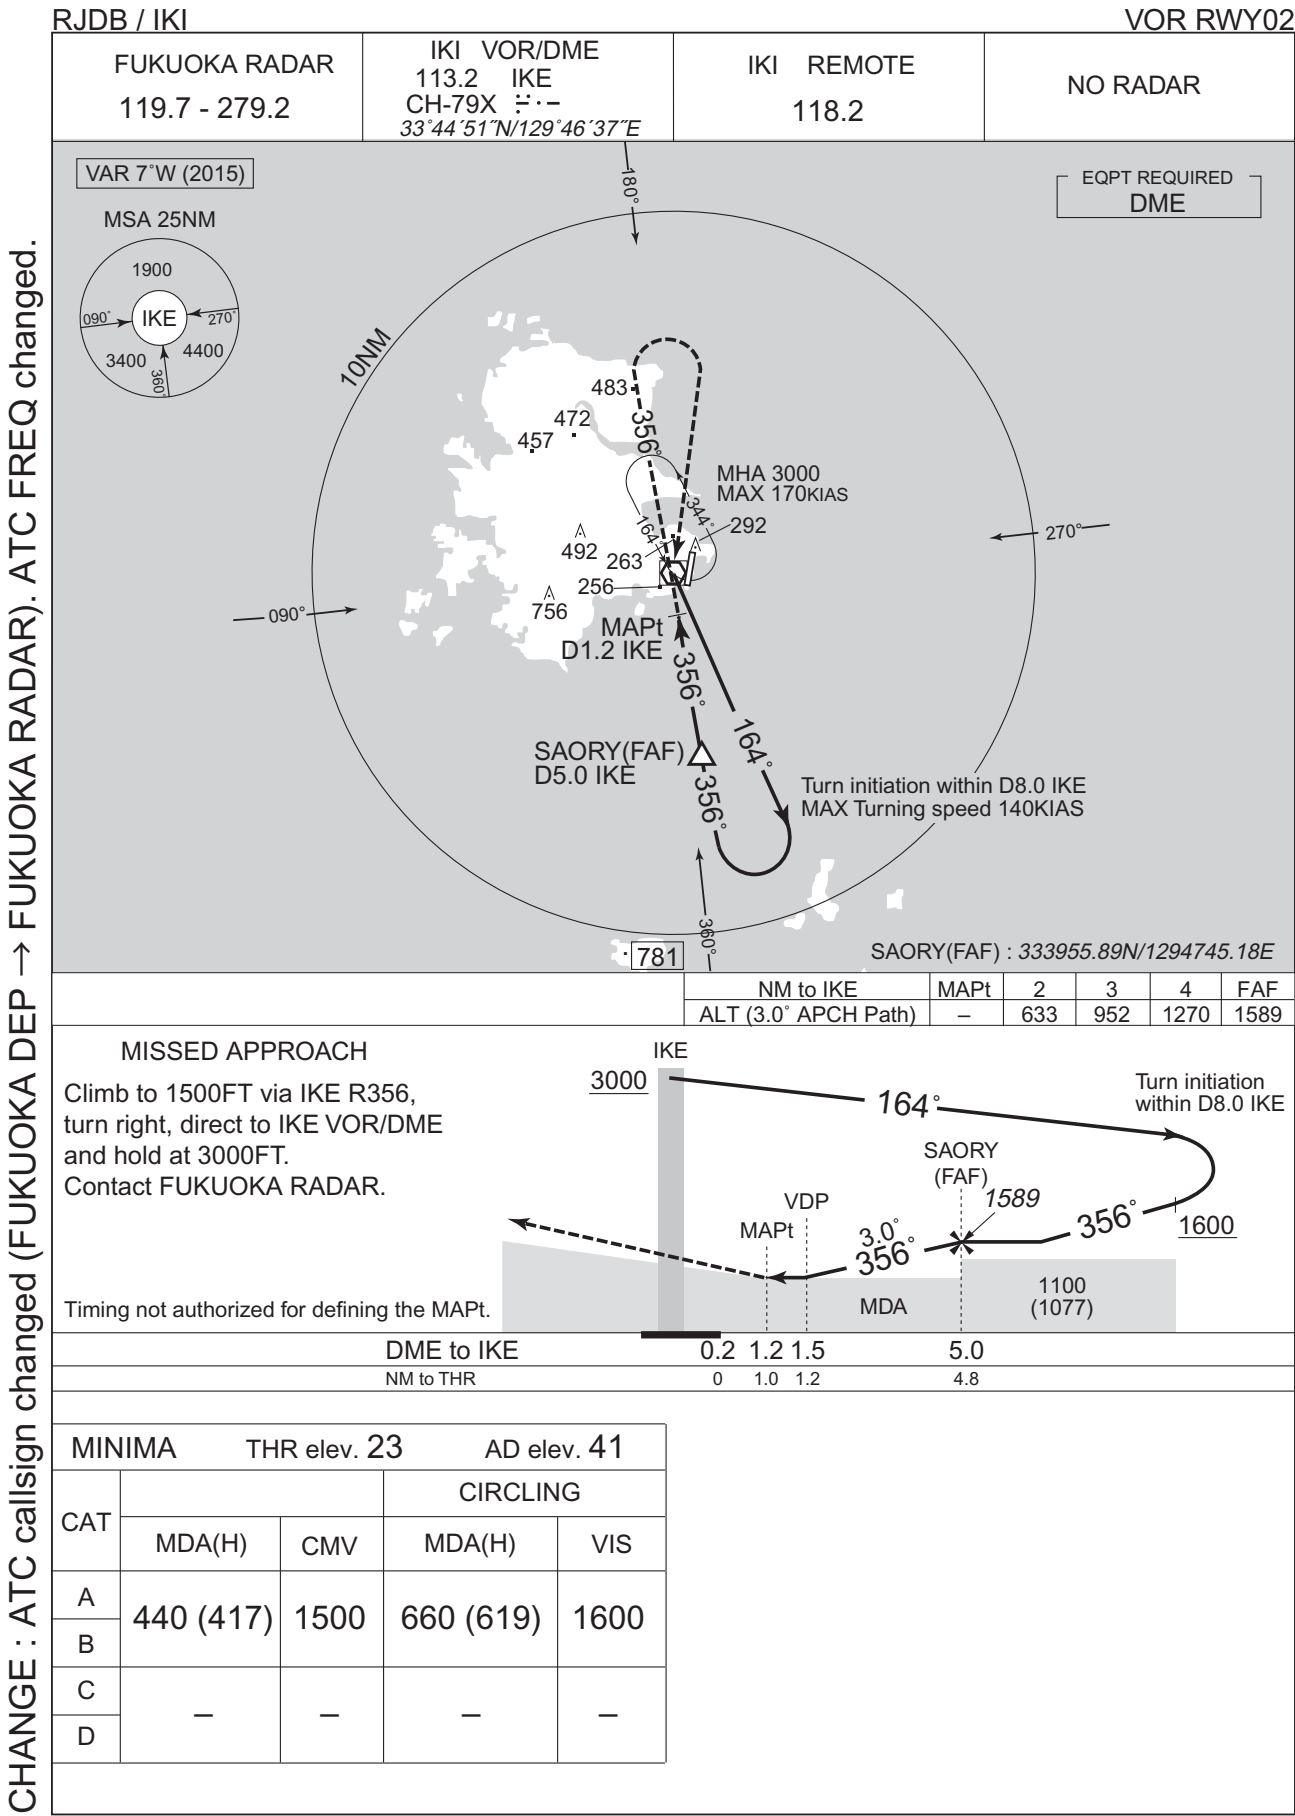 RJDB / IKI
VOR RWY02
FUKUOKA RADAR
119.7 - 279.2
IKI VOR/DME
113.2 IKE
CH-79X
33°44´51˝N/129°46´37˝E
IKI REMOTE
118.2
NO RADAR
VAR 7°W (2015)
EQPT REQUIRED
DME
MSA 25NM
1900
090°
IKE
270°
3400
4400
360°
180°
10NM
483
356°
472
457
MHA 3000
MAX 170KIAS
344°
164°
292
270°
492
263
256
756
090°
MAPt
D1.2 IKE
356°
164°
SAORY(FAF)
D5.0 IKE
356°
Turn initiation within D8.0 IKE
MAX Turning speed 140KIAS
360°
781
SAORY(FAF) : 333955.89N/1294745.18E
NM to IKE MAPt 2 3 4 FAF
ALT (3.0° APCH Path) – 633 952 1270 1589
MISSED APPROACH
Climb to 1500FT via IKE R356,
turn right, direct to IKE VOR/DME
and hold at 3000FT.
Contact FUKUOKA RADAR.
Timing not authorized for defining the MAPt.
IKE
3000
164°
Turn initiation
within D8.0 IKE
SAORY
(FAF)
1589
VDP
MAPt
3.0°
356°
356°
1600
MDA
1100
(1077)
DME to IKE 0.2 1.2 1.5 5.0
NM to THR 0 1.0 1.2 4.8
MINIMA THR elev. 23 AD elev. 41
CAT
CIRCLING
MDA(H) CMV MDA(H) VIS
A
B
440 (417) 1500 660 (619) 1600
C
D
– – – –
CHANGE : ATC callsign changed (FUKUOKA DEP → FUKUOKA RADAR). ATC FREQ changed.